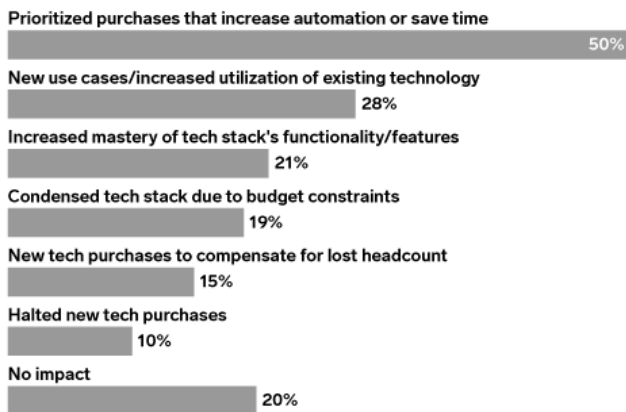 Prioritized purchases that increase automation or save time
50%
New use cases/increased utilization of existing technology
28%
Increased mastery of tech stack's functionality/features
21%
Condensed tech stack due to budget constraints
19%
New tech purchases to compensate for lost headcount
15%
Halted new tech purchases
10%
No impact
20%